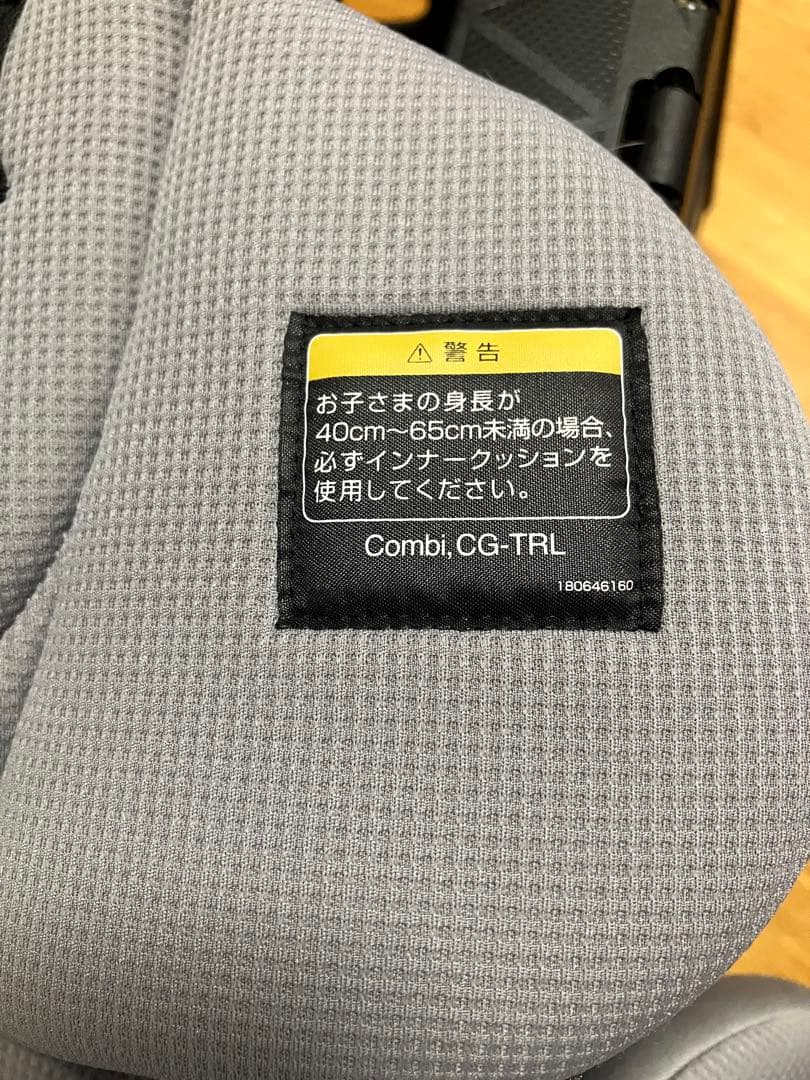 ⚠ 警告
お子さまの身長が
40cm～65cm未満の場合、
必ずインナークッションを
使用してください。
Combi,CG-TRL
180646160